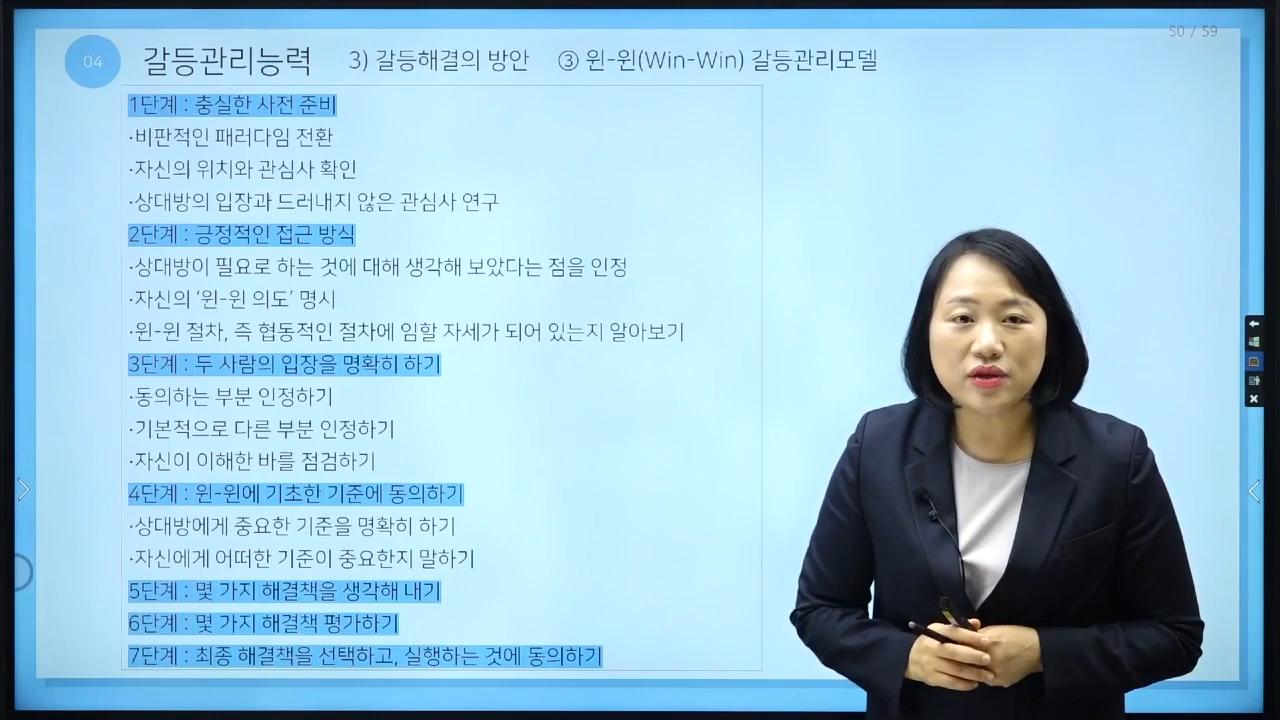 50 / 59
04 갈등관리능력 3) 갈등해결의 방안 ③ 윈-윈(Win-Win) 갈등관리모델
1단계 : 충실한 사전 준비
·비판적인 패러다임 전환
·자신의 위치와 관심사 확인
·상대방의 입장과 드러내지 않은 관심사 연구
2단계 : 긍정적인 접근 방식
·상대방이 필요로 하는 것에 대해 생각해 보았다는 점을 인정
·자신의 ‘윈-윈 의도’ 명시
·윈-윈 절차, 즉 협동적인 절차에 임할 자세가 되어 있는지 알아보기
3단계 : 두 사람의 입장을 명확히 하기
·동의하는 부분 인정하기
·기본적으로 다른 부분 인정하기
·자신이 이해한 바를 점검하기
4단계 : 윈-윈에 기초한 기준에 동의하기
·상대방에게 중요한 기준을 명확히 하기
·자신에게 어떠한 기준이 중요한지 말하기
5단계 : 몇 가지 해결책을 생각해 내기
6단계 : 몇 가지 해결책 평가하기
7단계 : 최종 해결책을 선택하고, 실행하는 것에 동의하기